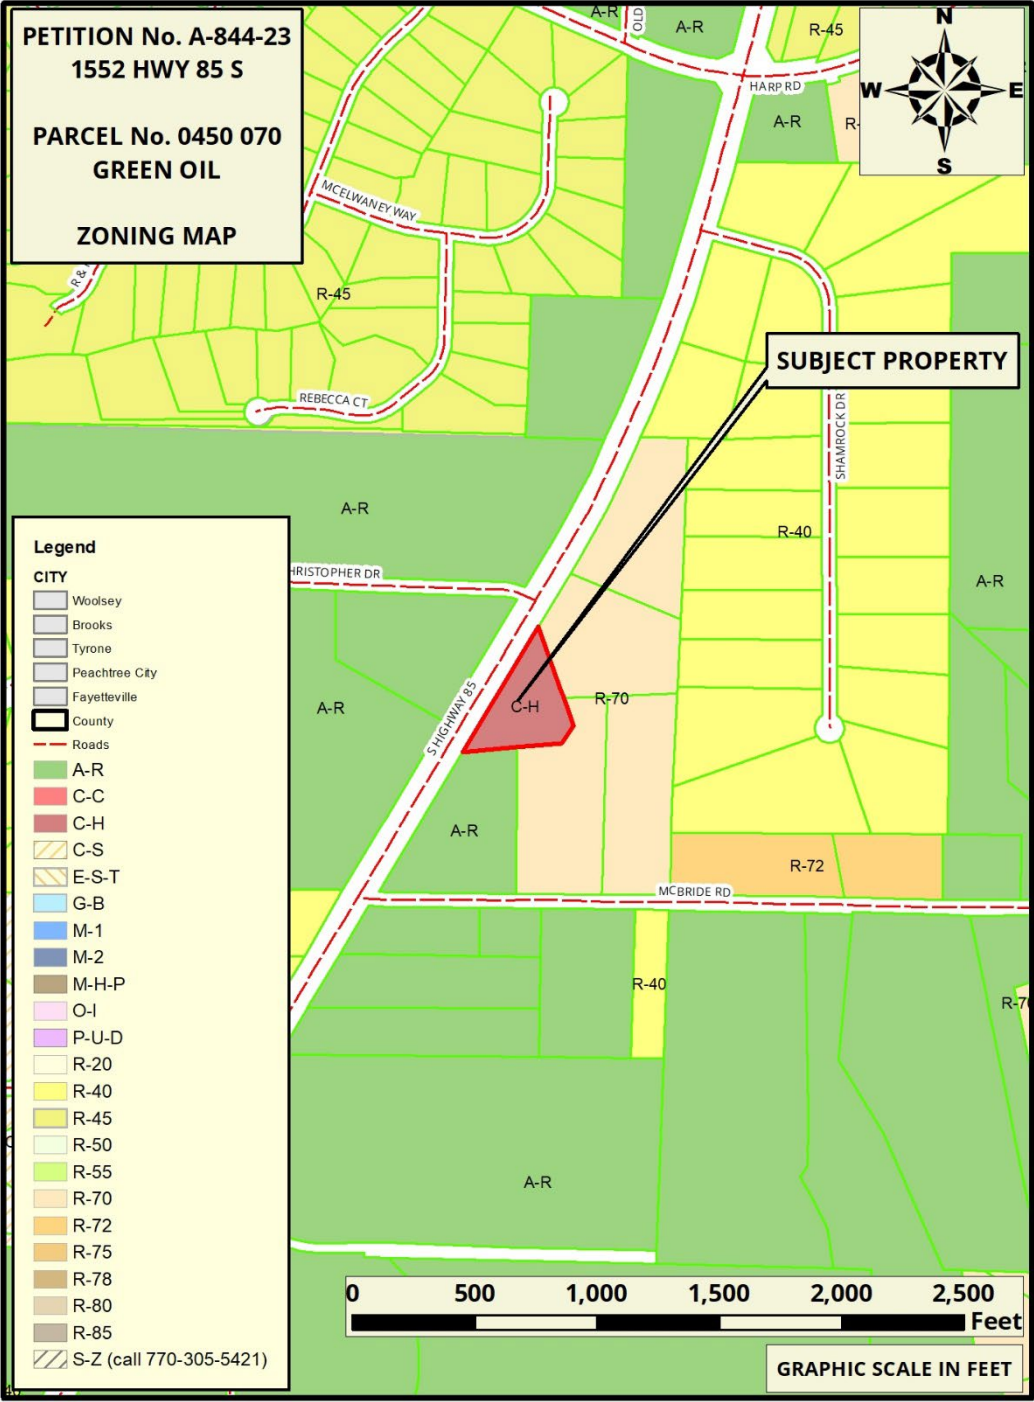 PETITION No. A-844-23
1552 HWY 85 S
PARCEL No. 0450 070
GREEN OIL
ZONING MAP
N
W
E
S
A-R
OLD
A-R
R-45
HARP RD
A-R
MCELWANEY WAY
R-45
SUBJECT PROPERTY
REBECCA CT
SHAMROCK DR
A-R
R-40
HRISTOPHER DR
A-R
A-R
S HIGHWAY 85
C-H
R-70
A-R
R-72
MCBRIDE RD
R-40
A-R
Legend
CITY
Woolsey
Brooks
Tyrone
Peachtree City
Fayetteville
County
Roads
A-R
C-C
C-H
C-S
E-S-T
G-B
M-1
M-2
M-H-P
O-I
P-U-D
R-20
R-40
R-45
R-50
R-55
R-70
R-72
R-75
R-78
R-80
R-85
S-Z (call 770-305-5421)
0 500 1,000 1,500 2,000 2,500
Feet
GRAPHIC SCALE IN FEET